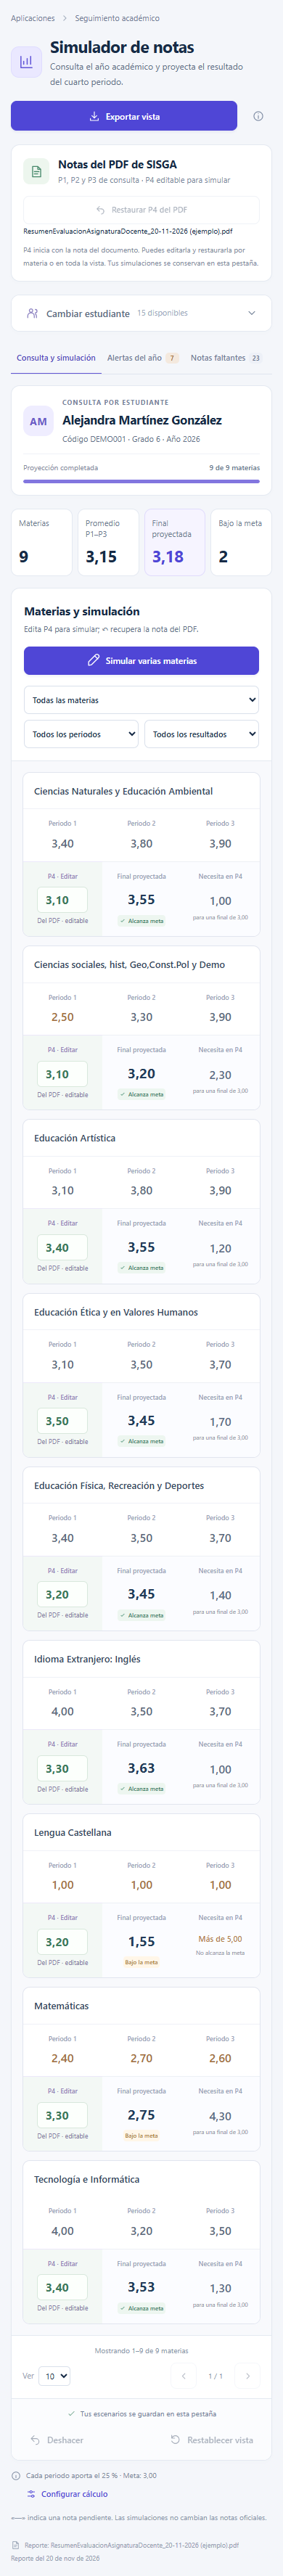 Aplicaciones > Seguimiento académico
Simulador de notas
Consulta el año académico y proyecta el resultado
del cuarto periodo.
Exportar vista
Notas del PDF de SISGA
P1, P2 y P3 de consulta · P4 editable para simular
Restaurar P4 del PDF
ResumenEvaluacionAsignaturaDocente_20-11-2026 (ejemplo).pdf
P4 inicia con la nota del documento. Puedes editarla y restaurarla por
materia o en toda la vista. Tus simulaciones se conservan en esta pestaña.
Cambiar estudiante 15 disponibles
Consulta y simulación Alertas del año 7 Notas faltantes 23
AM
CONSULTA POR ESTUDIANTE
Alejandra Martínez González
Código DEMO001 · Grado 6 · Año 2026
Proyección completada 9 de 9 materias
Materias
9
Promedio
P1–P3
3,15
Final
proyectada
3,18
Bajo la meta
2
Materias y simulación
Edita P4 para simular; ↶ recupera la nota del PDF.
Simular varias materias
Todas las materias
Todos los periodos Todos los resultados
Ciencias Naturales y Educación Ambiental
Periodo 1 Periodo 2 Periodo 3
3,40 3,80 3,90
P4 · Editar Final proyectada Necesita en P4
3,10 3,55 1,00
Del PDF · editable ✓ Alcanza meta para una final de 3,00
Ciencias sociales, hist, Geo,Const.Pol y Demo
Periodo 1 Periodo 2 Periodo 3
2,50 3,30 3,90
P4 · Editar Final proyectada Necesita en P4
3,10 3,20 2,30
Del PDF · editable ✓ Alcanza meta para una final de 3,00
Educación Artística
Periodo 1 Periodo 2 Periodo 3
3,10 3,80 3,90
P4 · Editar Final proyectada Necesita en P4
3,40 3,55 1,20
Del PDF · editable ✓ Alcanza meta para una final de 3,00
Educación Ética y en Valores Humanos
Periodo 1 Periodo 2 Periodo 3
3,10 3,50 3,70
P4 · Editar Final proyectada Necesita en P4
3,50 3,45 1,70
Del PDF · editable ✓ Alcanza meta para una final de 3,00
Educación Física, Recreación y Deportes
Periodo 1 Periodo 2 Periodo 3
3,40 3,50 3,70
P4 · Editar Final proyectada Necesita en P4
3,20 3,45 1,40
Del PDF · editable ✓ Alcanza meta para una final de 3,00
Idioma Extranjero: Inglés
Periodo 1 Periodo 2 Periodo 3
4,00 3,50 3,70
P4 · Editar Final proyectada Necesita en P4
3,30 3,63 1,00
Del PDF · editable ✓ Alcanza meta para una final de 3,00
Lengua Castellana
Periodo 1 Periodo 2 Periodo 3
1,00 1,00 1,00
P4 · Editar Final proyectada Necesita en P4
3,20 1,55 Más de 5,00
Del PDF · editable Bajo la meta No alcanza la meta
Matemáticas
Periodo 1 Periodo 2 Periodo 3
2,40 2,70 2,60
P4 · Editar Final proyectada Necesita en P4
3,30 2,75 4,30
Del PDF · editable Bajo la meta para una final de 3,00
Tecnología e Informática
Periodo 1 Periodo 2 Periodo 3
4,00 3,20 3,50
P4 · Editar Final proyectada Necesita en P4
3,40 3,53 1,30
Del PDF · editable ✓ Alcanza meta para una final de 3,00
Mostrando 1–9 de 9 materias
Ver 10 1 / 1
✓ Tus escenarios se guardan en esta pestaña
Deshacer Restablecer vista
Cada periodo aporta el 25 % · Meta: 3,00
Configurar cálculo
«—» indica una nota pendiente. Las simulaciones no cambian las notas oficiales.
Reporte: ResumenEvaluacionAsignaturaDocente_20-11-2026 (ejemplo).pdf
Reporte del 20 de nov de 2026